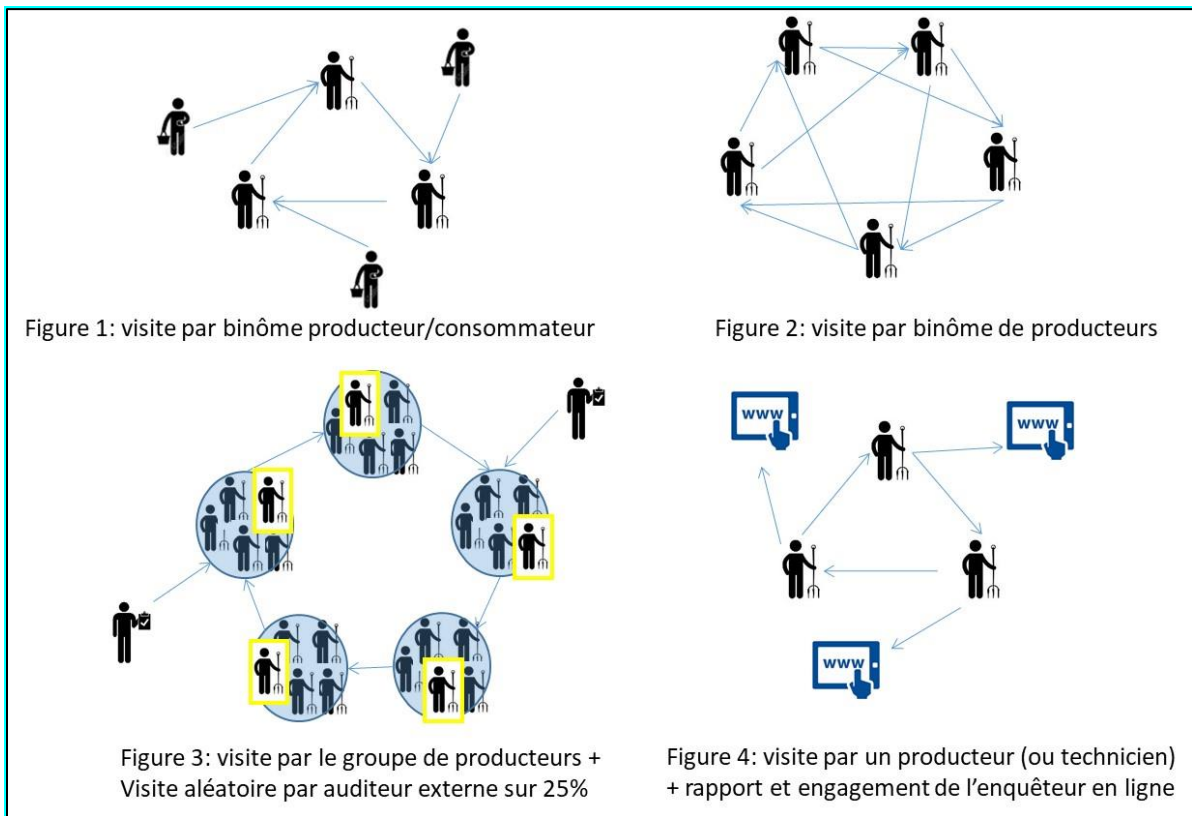 Figure 1: visite par binôme producteur/consommateur
Figure 2: visite par binôme de producteurs
www
www
www
Figure 3: visite par le groupe de producteurs +
Visite aléatoire par auditeur externe sur 25%
Figure 4: visite par un producteur (ou technicien)
+ rapport et engagement de l'enquêteur en ligne